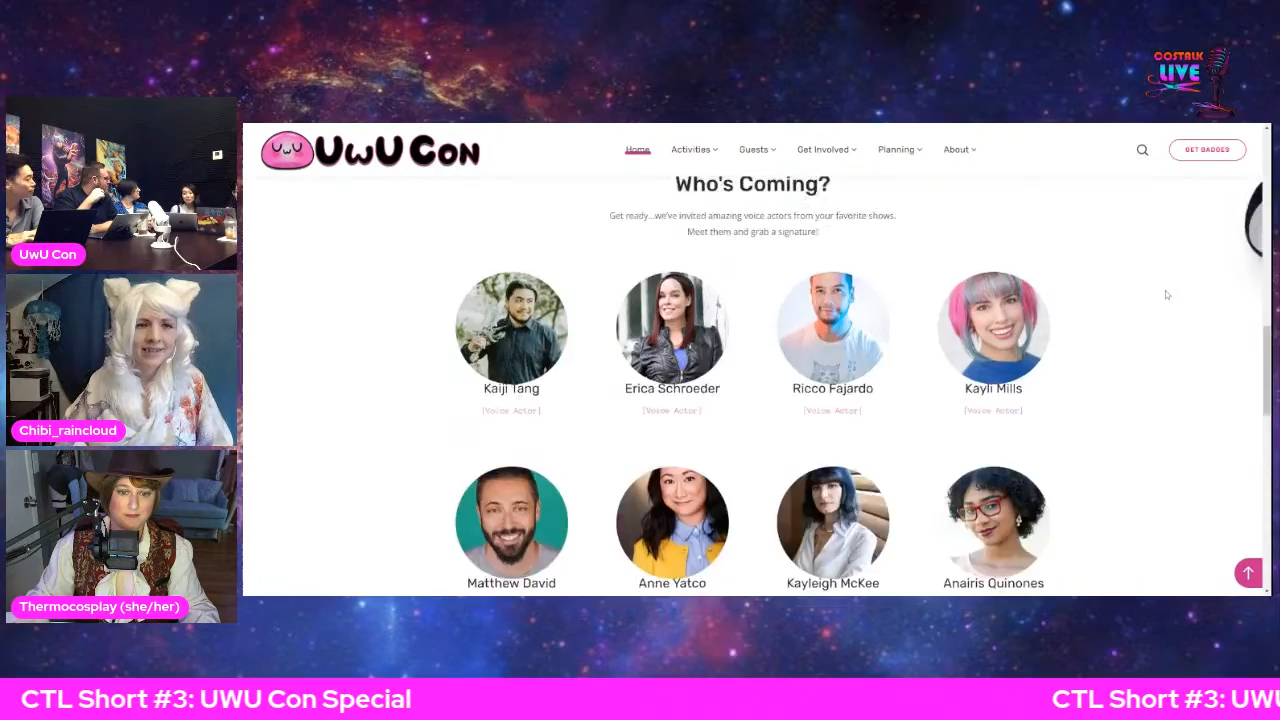 COSTALK
LIVE
UwU Con
Home
Activities
Guests
Get Involved
Planning
About
GET BADGES
Who's Coming?
Get ready...we've invited amazing voice actors from your favorite shows.
Meet them and grab a signature!
Kaiji Tang
Erica Schroeder
Ricco Fajardo
Kayli Mills
[Voice Actor]
[Voice Actor]
[Voice Actor]
[Voice Actor]
Matthew David
Anne Yatco
Kayleigh McKee
Anairis Quinones
UwU Con
Chibi_raincloud
Thermocosplay (she/her)
CTL Short #3: UWU Con Special
CTL Short #3: UWU